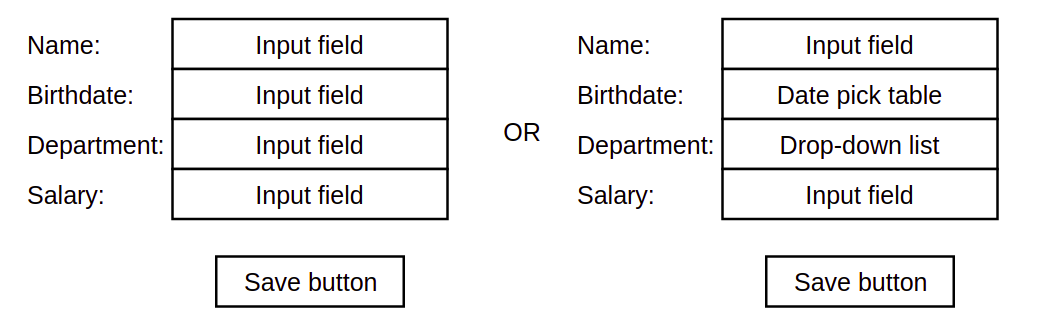 Name: Input field
Birthdate: Input field
Department: Input field
Salary: Input field
Save button
OR
Name: Input field
Birthdate: Date pick table
Department: Drop-down list
Salary: Input field
Save button